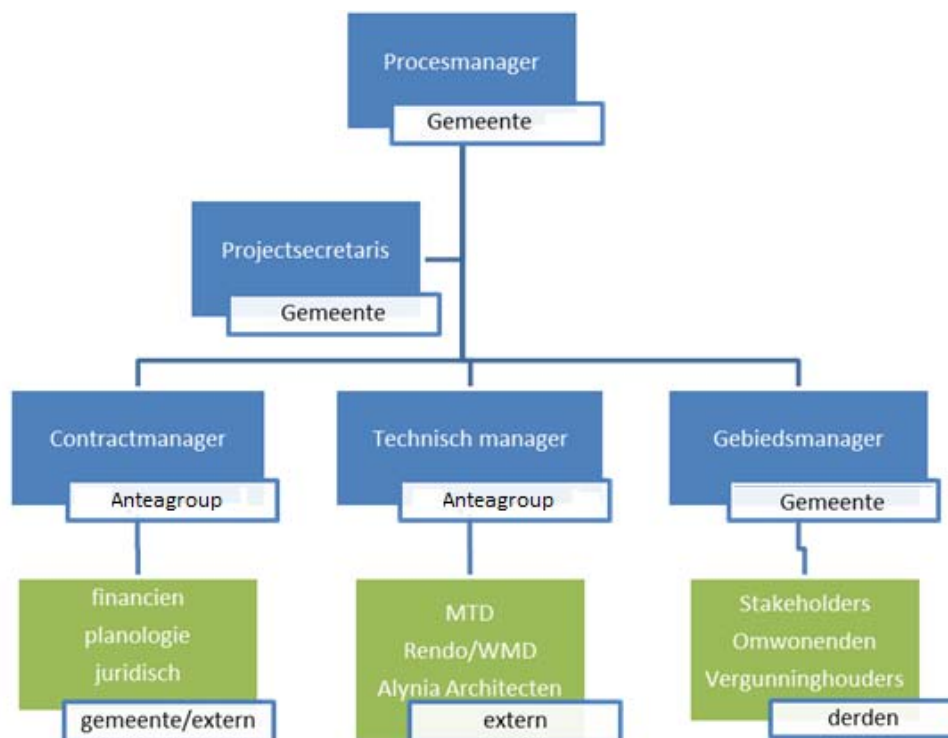 Procesmanager
Gemeente
Projectsecretaris
Gemeente
Contractmanager
Anteagroup
Technisch manager
Anteagroup
Gebiedsmanager
Gemeente
financien
planologie
juridisch
gemeente/extern
MTD
Rendo/WMD
Alynia Architecten
extern
Stakeholders
Omwonenden
Vergunninghouders
derden